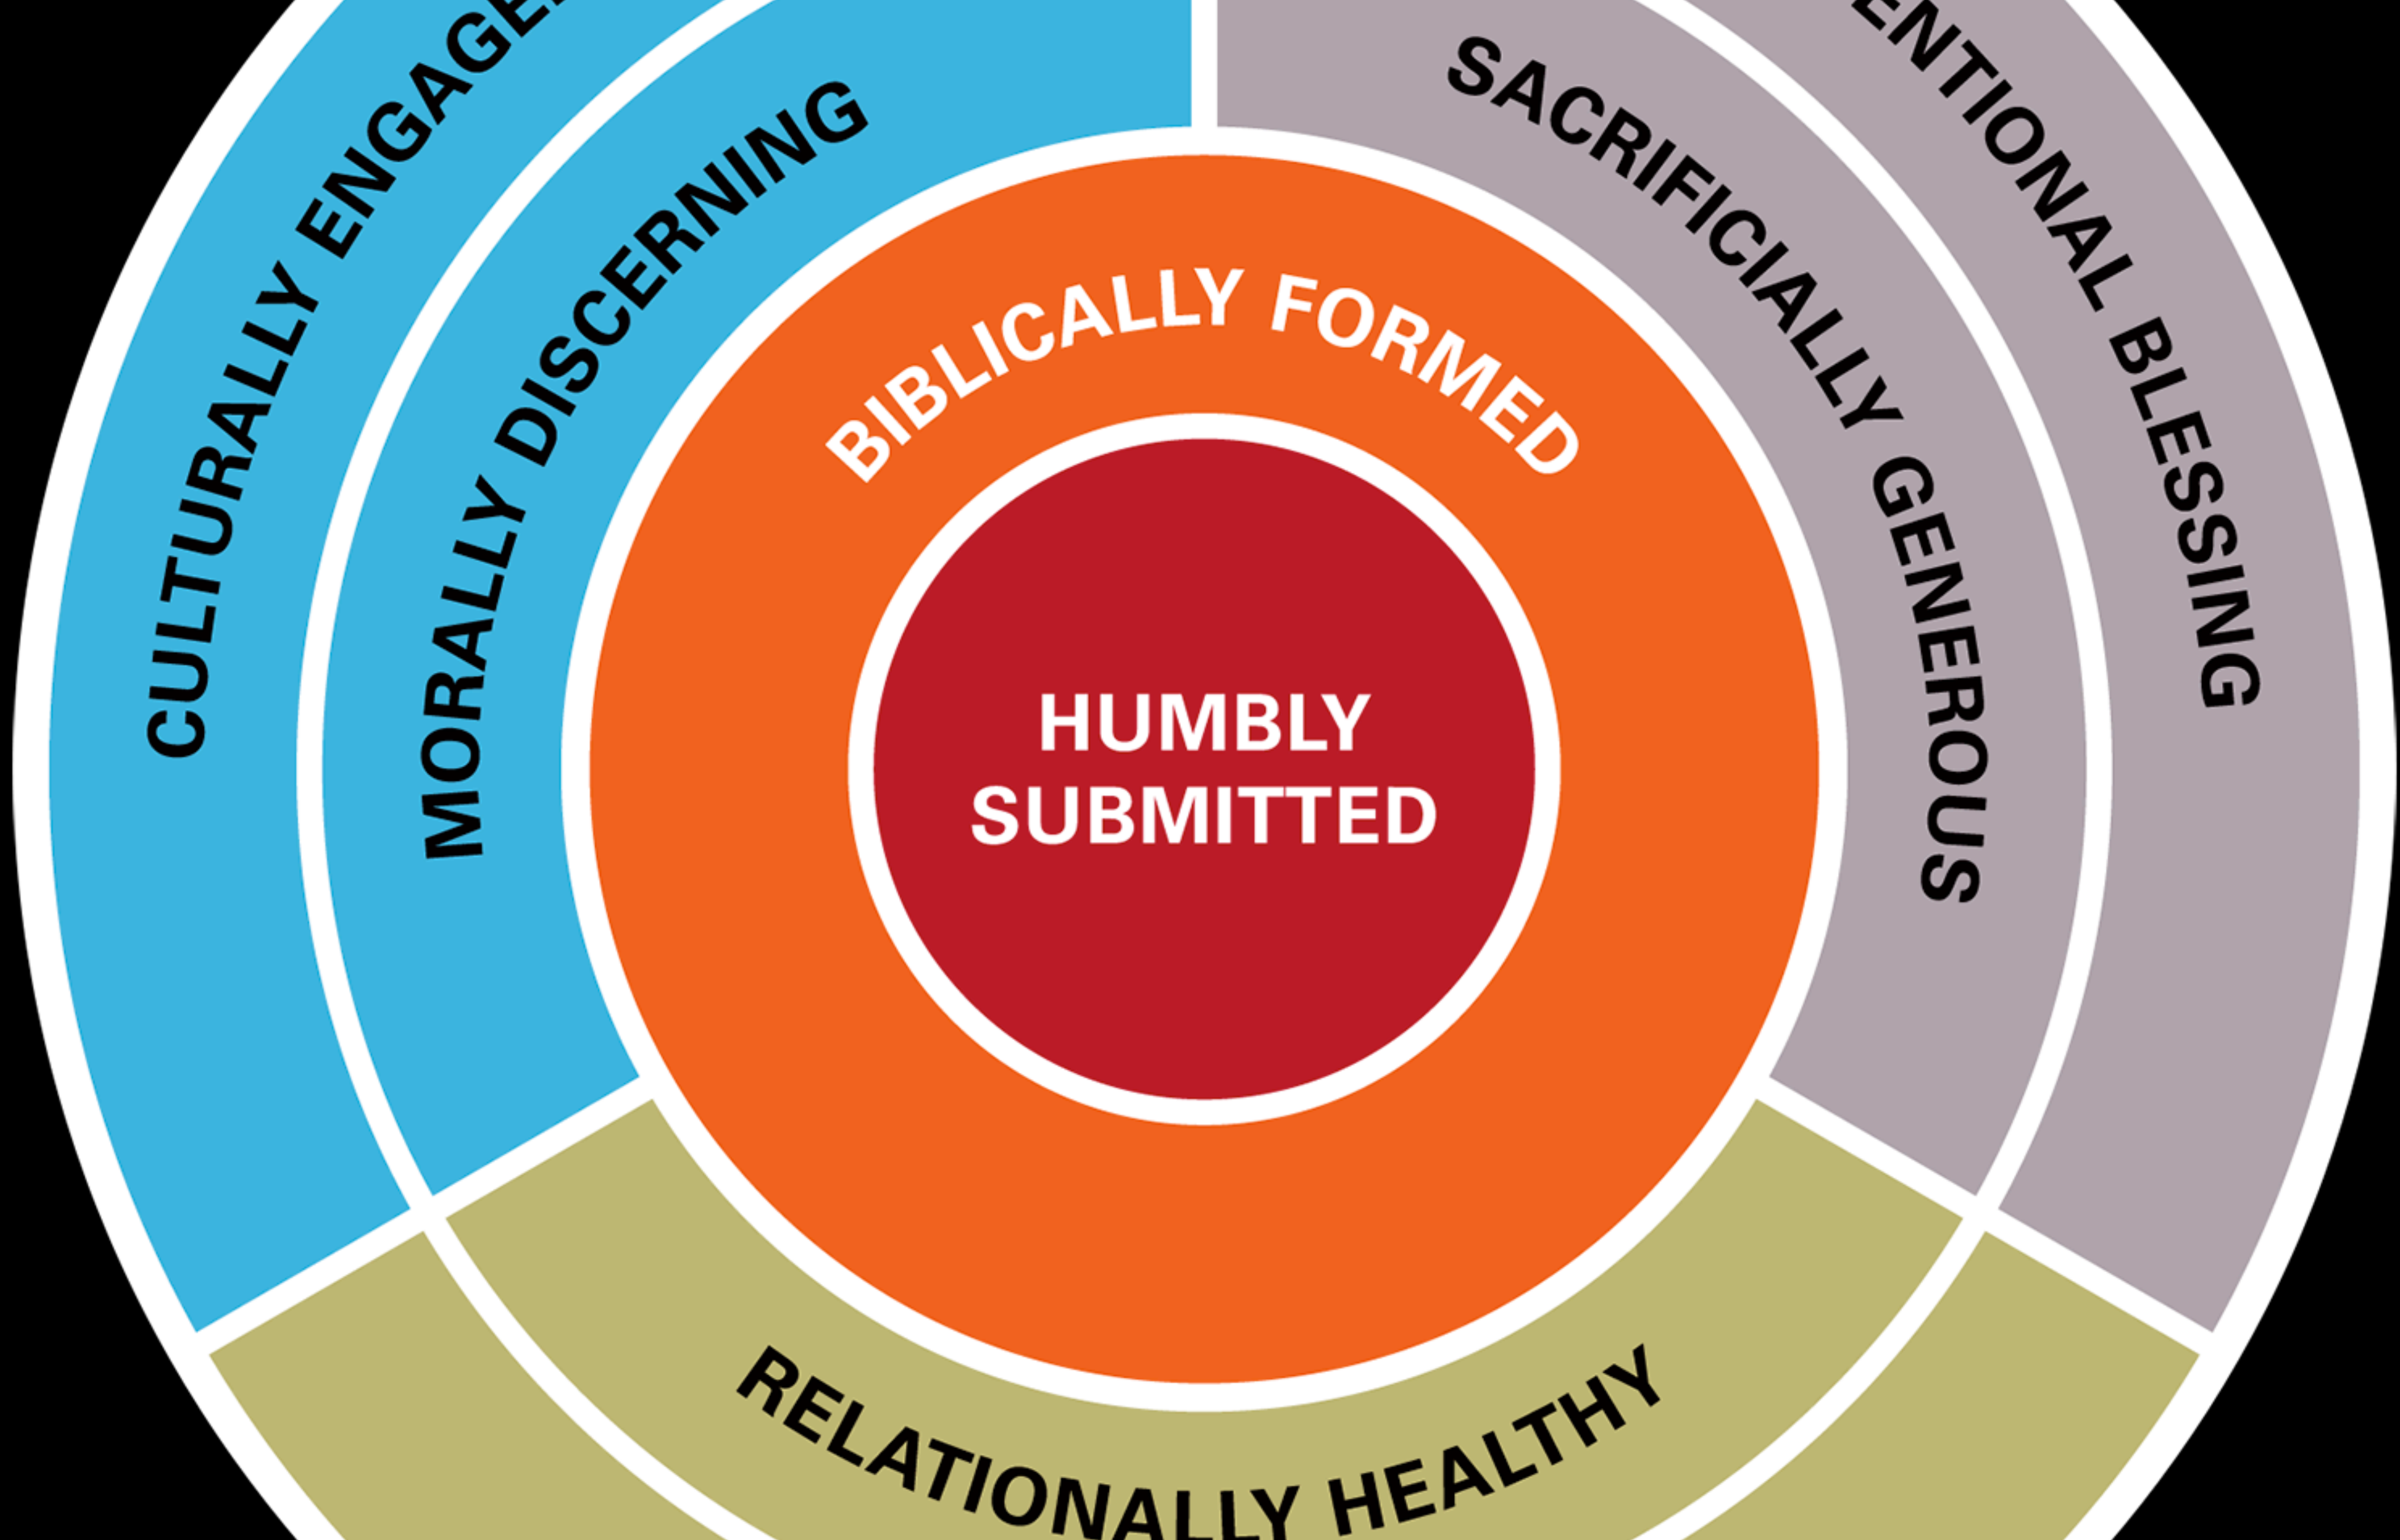 CULTURALLY
MORALLY DISCERNING
SACRIFICIALLY GENEROUS
BLESSING
BIBLICALLY FORMED
HUMBLY
SUBMITTED
RELATIONALLY HEALTHY